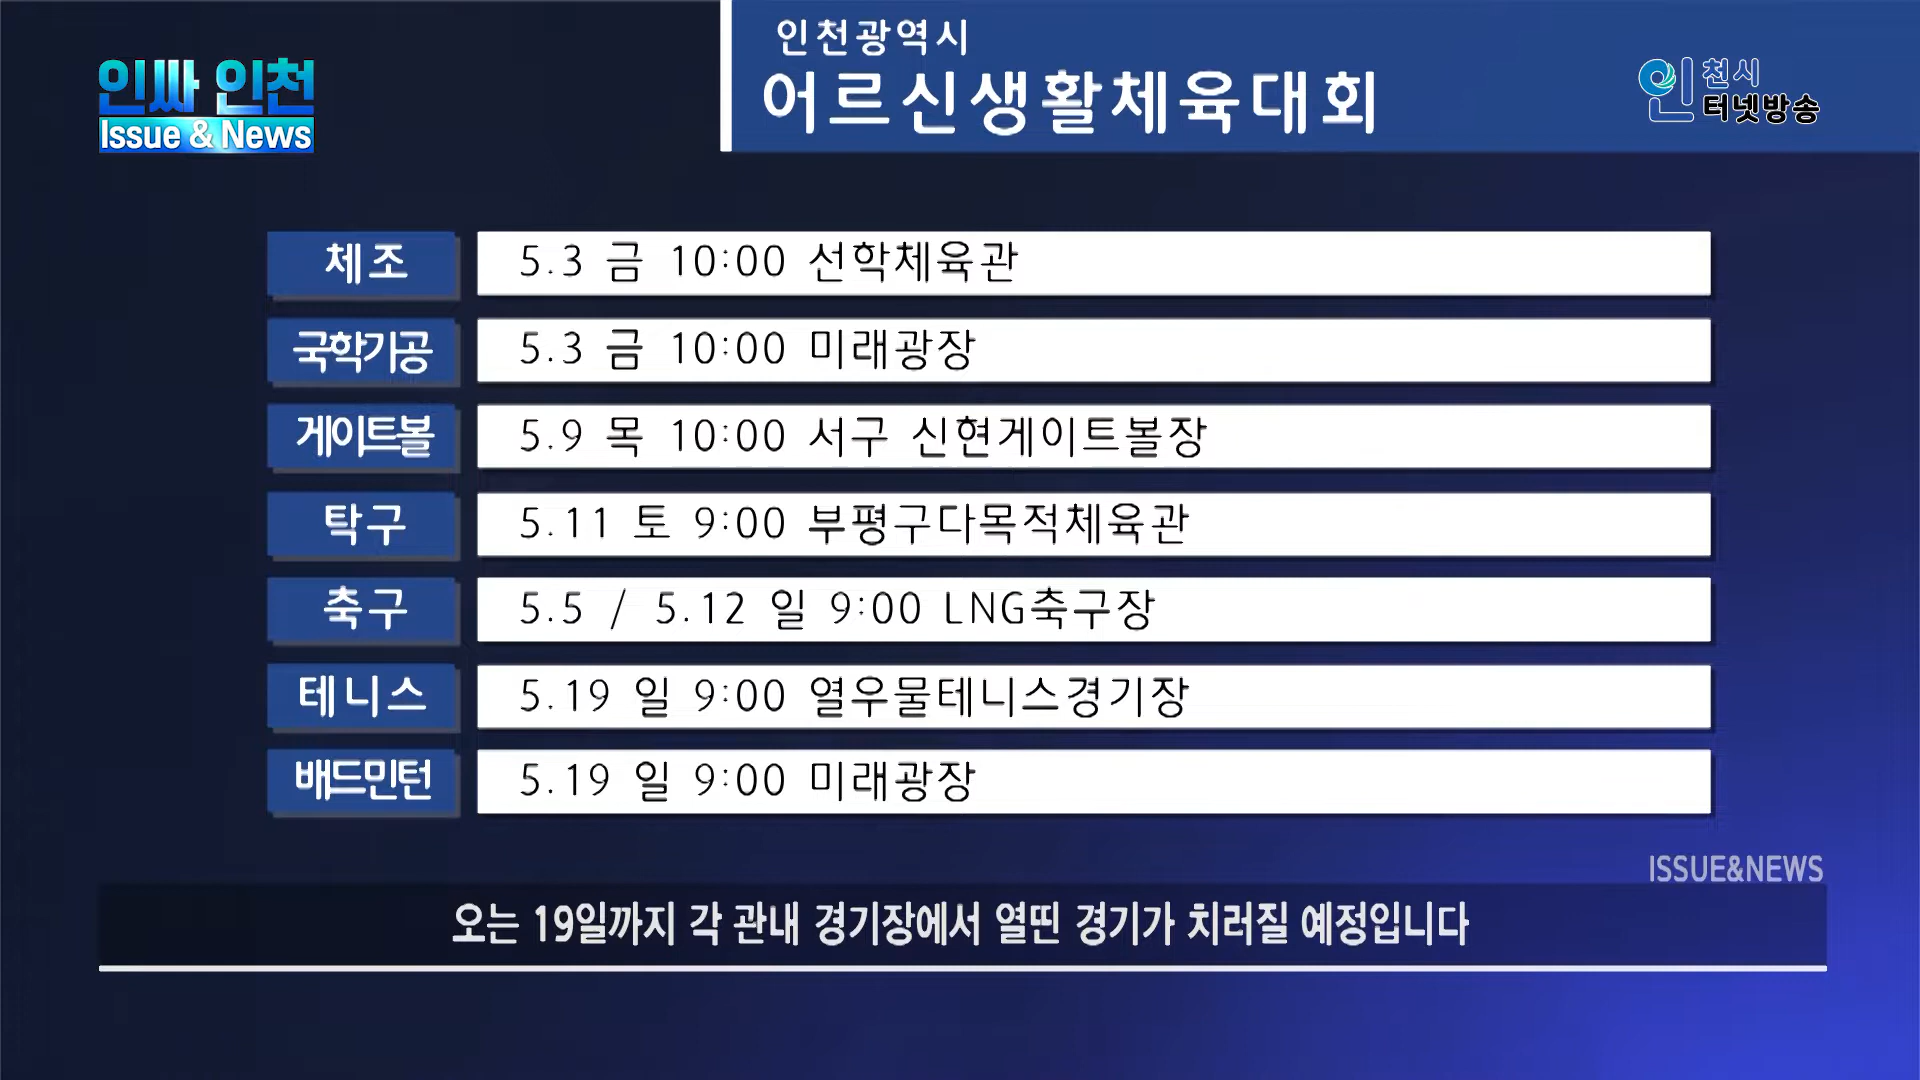 인싸 인천
Issue & News
인천광역시
어르신생활체육대회
인천시
인터넷방송
체조 5.3 금 10:00 선학체육관
국학기공 5.3 금 10:00 미래광장
게이트볼 5.9 목 10:00 서구 신현게이트볼장
탁구 5.11 토 9:00 부평구다목적체육관
축구 5.5 / 5.12 일 9:00 LNG축구장
테니스 5.19 일 9:00 열우물테니스경기장
배드민턴 5.19 일 9:00 미래광장
ISSUE&NEWS
오는 19일까지 각 관내 경기장에서 열띤 경기가 치러질 예정입니다